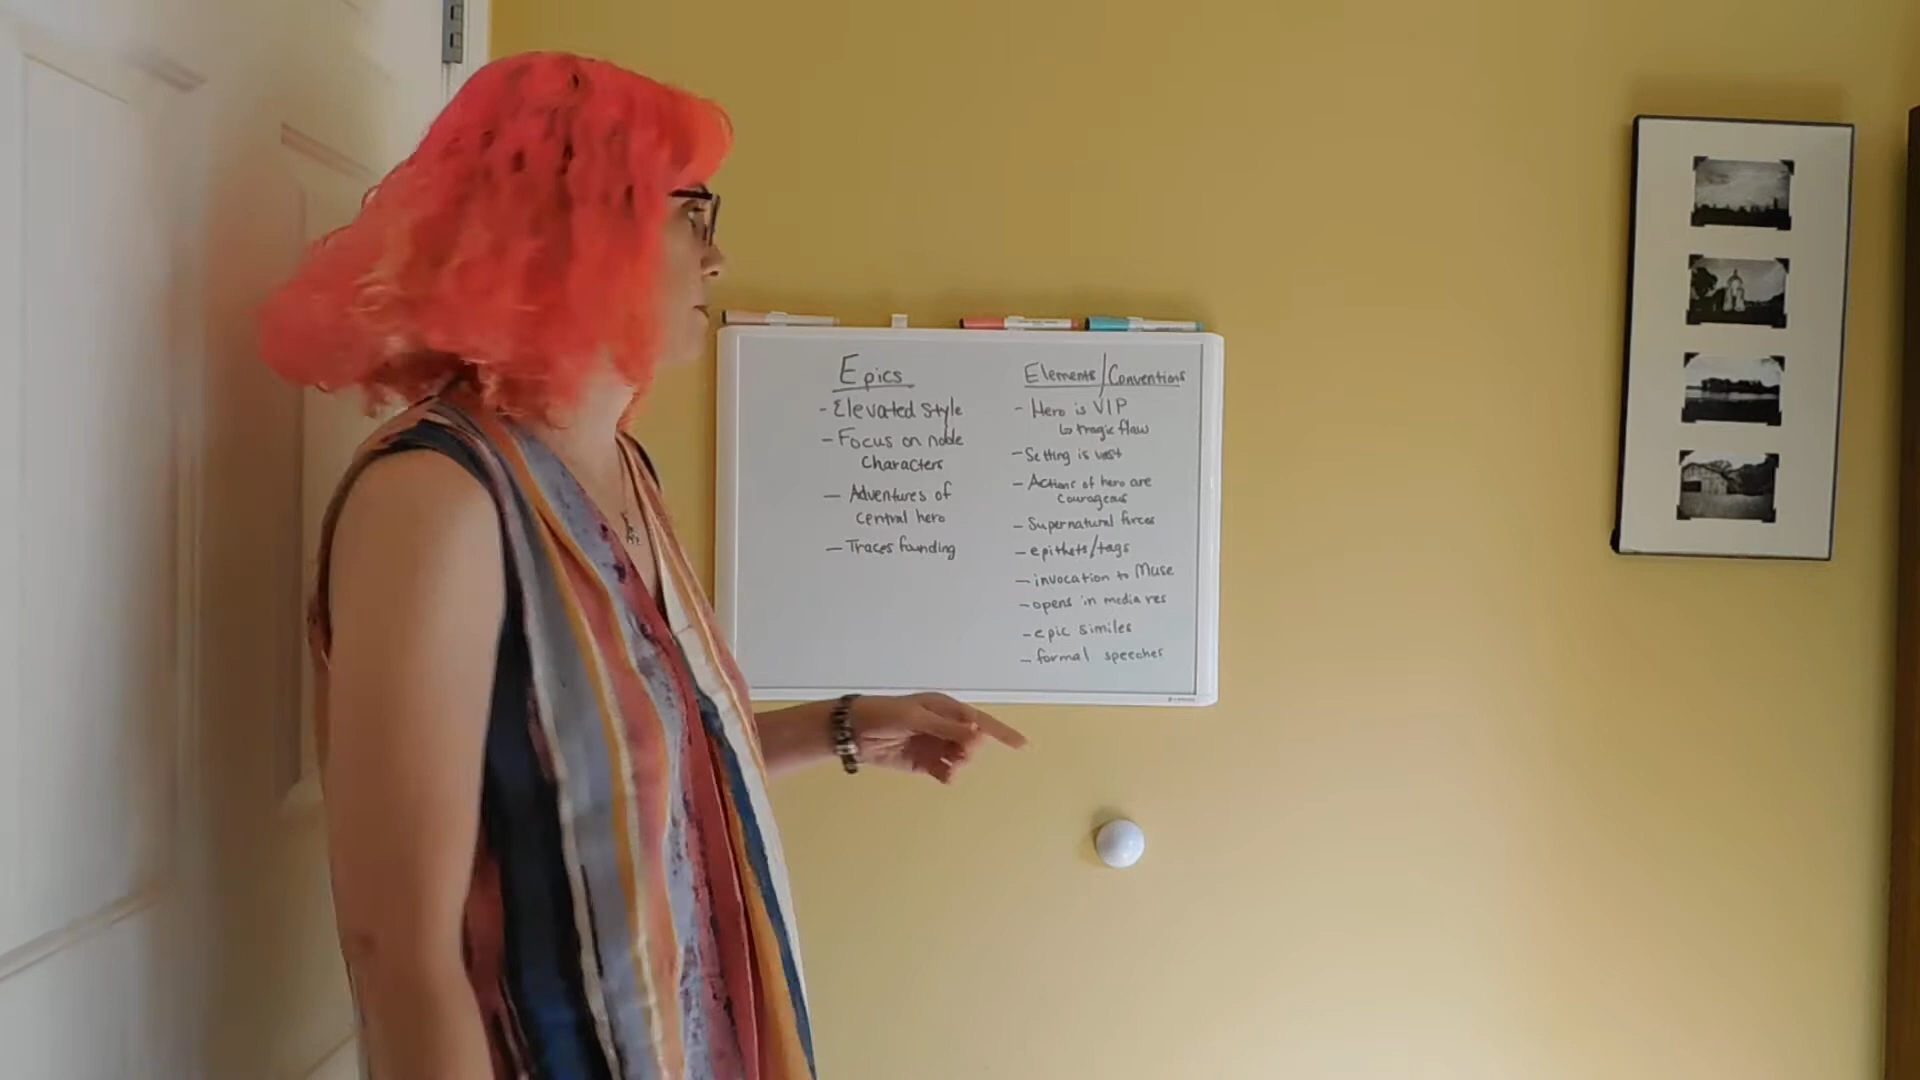 Epics
- Elevated Style
- Focus on noble
Characters
- Adventures of
central hero
- Traces founding
Elements/Conventions
- Hero is VIP
↳ tragic flaw
- Setting is vast
- Actions of hero are
courageous
- Supernatural forces
- epithets/tags
- invocation to Muse
- opens in media res
- epic similes
- formal speeches